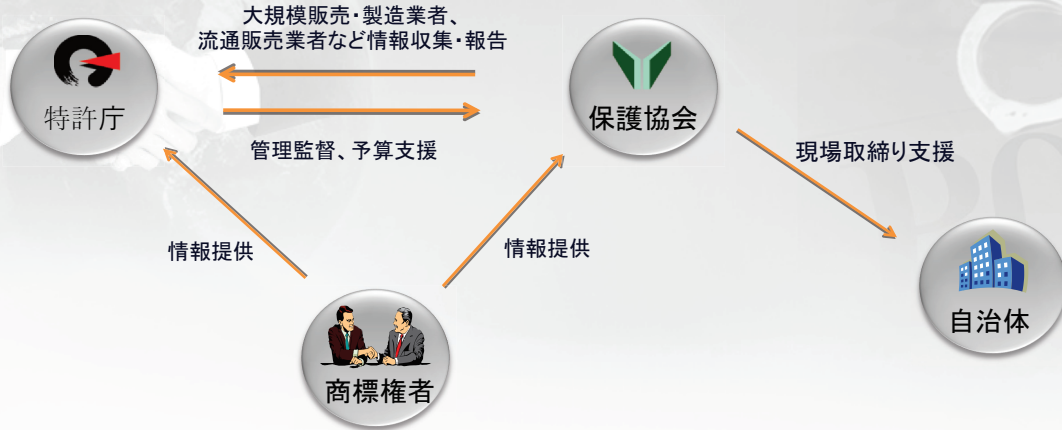 大規模販売・製造業者、
流通販売業者など情報収集・報告
特許庁
保護協会
管理監督、予算支援
現場取締り支援
情報提供
情報提供
自治体
商標権者